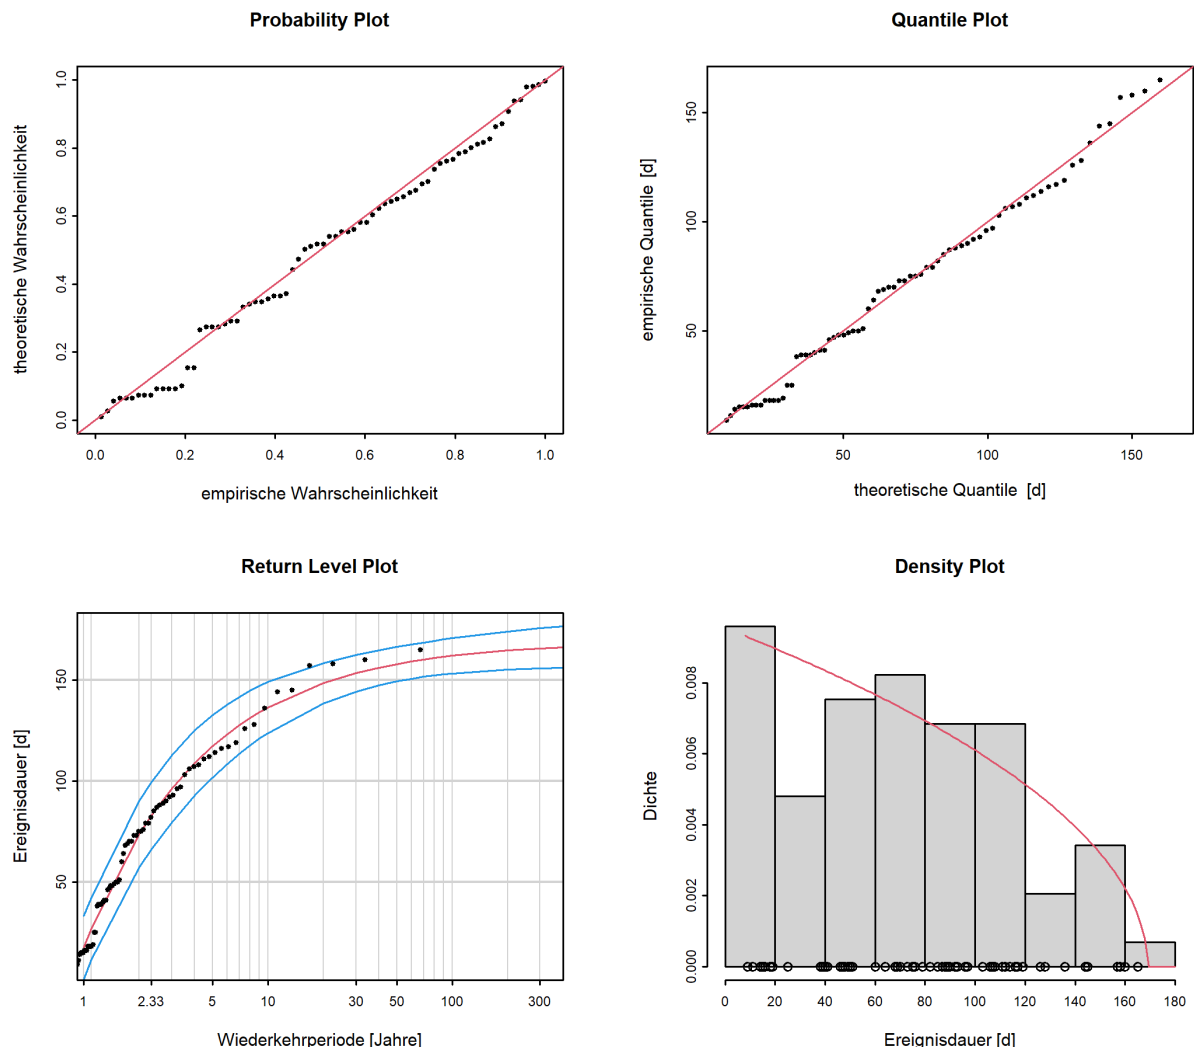 Probability Plot
theoretische Wahrscheinlichkeit
0.0 0.2 0.4 0.6 0.8 1.0
0.0 0.2 0.4 0.6 0.8 1.0
empirische Wahrscheinlichkeit
Quantile Plot
empirische Quantile [d]
50 100 150
50 100 150
theoretische Quantile [d]
Return Level Plot
Ereignisdauer [d]
50 100 150
1 2.33 5 10 30 50 100 300
Wiederkehrperiode [Jahre]
Density Plot
Dichte
0.000 0.002 0.004 0.006 0.008
0 20 40 60 80 100 120 140 160 180
Ereignisdauer [d]